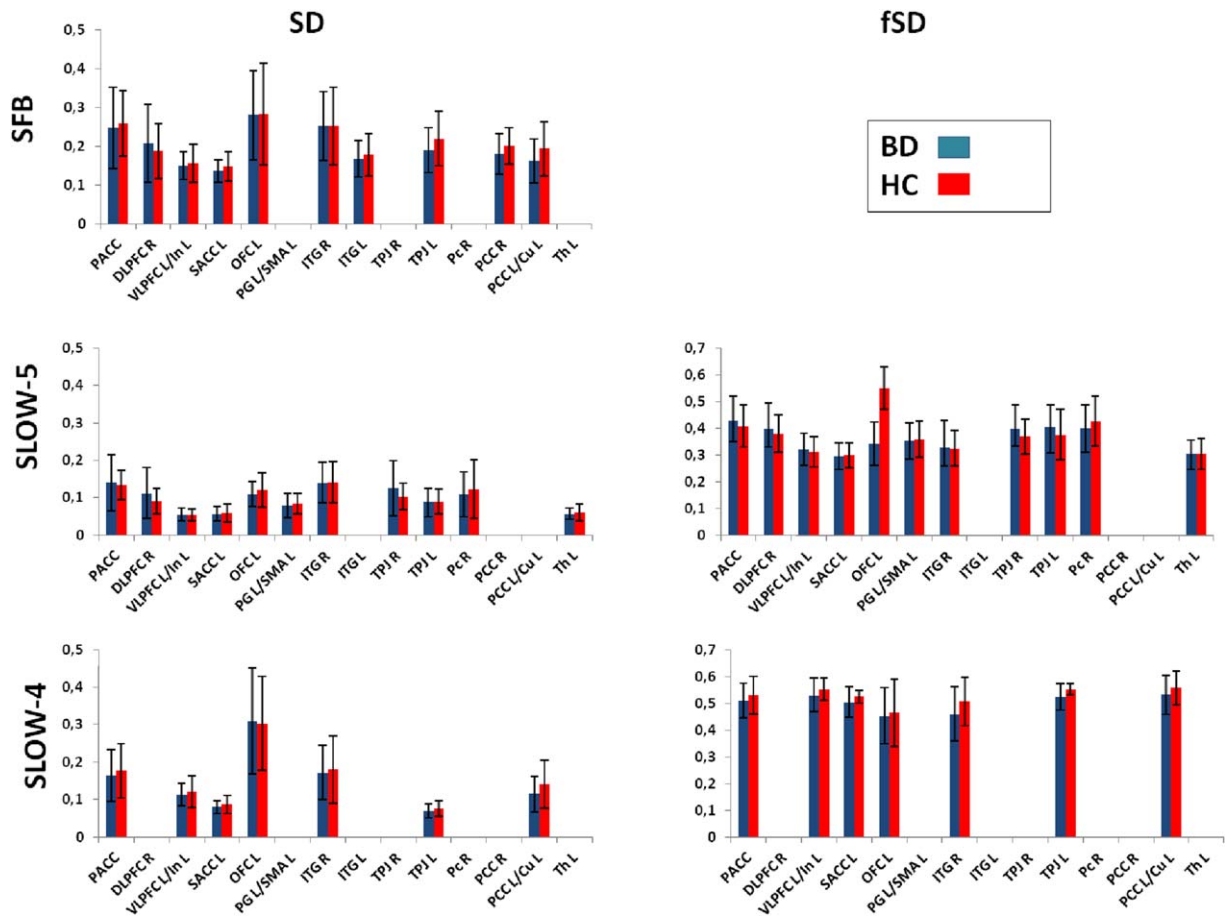 SD
fSD
SFB
0,5
0,4
0,3
0,2
0,1
0
PACC
DLPFC R
VLPFC L/In L
SACC L
OFC L
PG L/SMA L
ITG R
ITG L
TPJ R
TPJ L
Pc R
PCC R
PCC L/Cu L
Th L
BD
HC
SLOW-5
0,5
0,4
0,3
0,2
0,1
0
PACC
DLPFC R
VLPFC L/In L
SACC L
OFC L
PG L/SMA L
ITG R
ITG L
TPJ R
TPJ L
Pc R
PCC R
PCC L/Cu L
Th L
0,7
0,6
0,5
0,4
0,3
0,2
0,1
0
PACC
DLPFC R
VLPFC L/In L
SACC L
OFC L
PG L/SMA L
ITG R
ITG L
TPJ R
TPJ L
Pc R
PCC R
PCC L/Cu L
Th L
SLOW-4
0,5
0,4
0,3
0,2
0,1
0
PACC
DLPFC R
VLPFC L/In L
SACC L
OFC L
PG L/SMA L
ITG R
ITG L
TPJ R
TPJ L
Pc R
PCC R
PCC L/Cu L
Th L
0,7
0,6
0,5
0,4
0,3
0,2
0,1
0
PACC
DLPFC R
VLPFC L/In L
SACC L
OFC L
PG L/SMA L
ITG R
ITG L
TPJ R
TPJ L
Pc R
PCC R
PCC L/Cu L
Th L